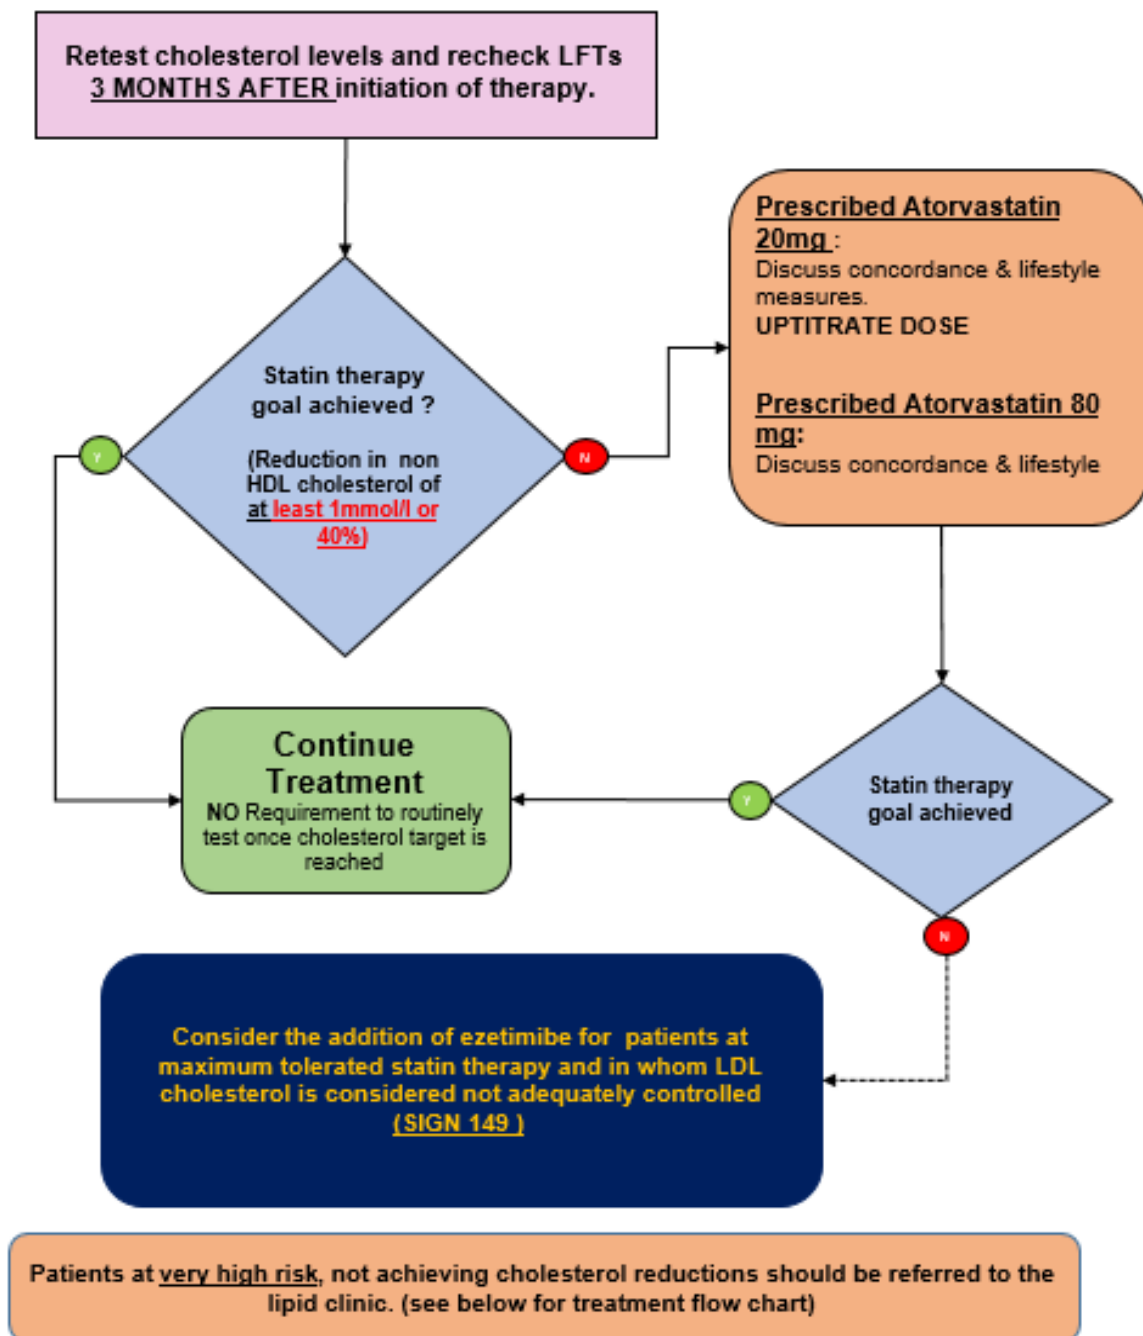 Retest cholesterol levels and recheck LFTs
3 MONTHS AFTER initiation of therapy.
Statin therapy
goal achieved ?
(Reduction in non
HDL cholesterol of
at least 1mmol/l or
40%)
Y
N
Prescribed Atorvastatin
20mg :
Discuss concordance & lifestyle
measures.
UPTITRATE DOSE
Prescribed Atorvastatin 80
mg:
Discuss concordance & lifestyle
Continue
Treatment
NO Requirement to routinely
test once cholesterol target is
reached
Y
Statin therapy
goal achieved
N
Consider the addition of ezetimibe for patients at
maximum tolerated statin therapy and in whom LDL
cholesterol is considered not adequately controlled
(SIGN 149 )
Patients at very high risk, not achieving cholesterol reductions should be referred to the
lipid clinic. (see below for treatment flow chart)